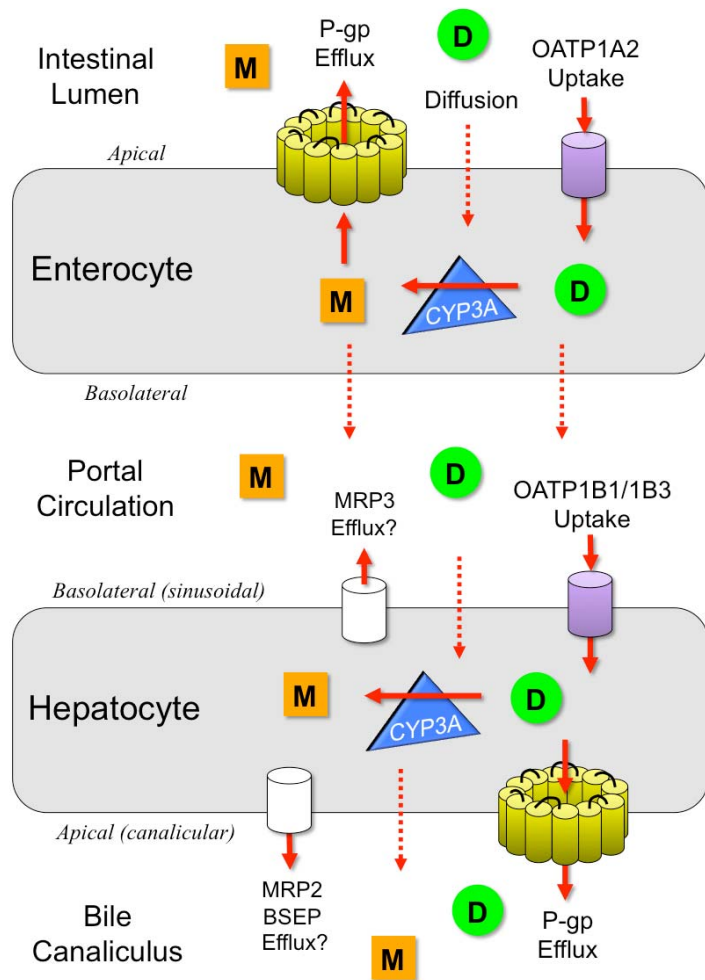 P-gp
Efflux
D
OATP1A2
Uptake
Intestinal
Lumen
M
Diffusion
Apical
Enterocyte
M
CYP3A
D
Basolateral
Portal
Circulation
M
D
MRP3
Efflux?
OATP1B1/1B3
Uptake
Basolateral (sinusoidal)
Hepatocyte
M
CYP3A
D
Apical (canalicular)
MRP2
BSEP
Efflux?
Bile
Canaliculus
M
D
P-gp
Efflux